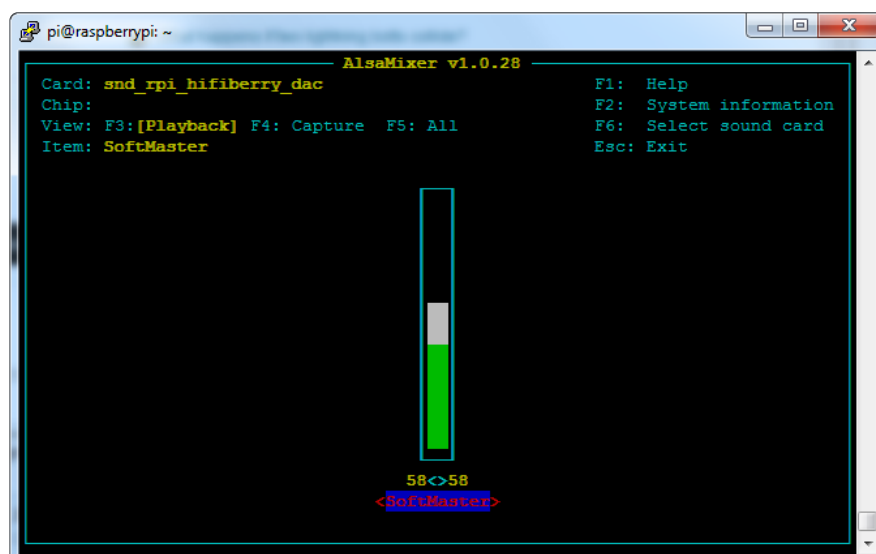 pi@raspberrypi: ~
AlsaMixer v1.0.28
Card: snd_rpi_hifiberry_dac F1: Help
Chip: F2: System information
View: F3:[Playback] F4: Capture F5: All F6: Select sound card
Item: SoftMaster Esc: Exit
58<>58
<SoftMaster>